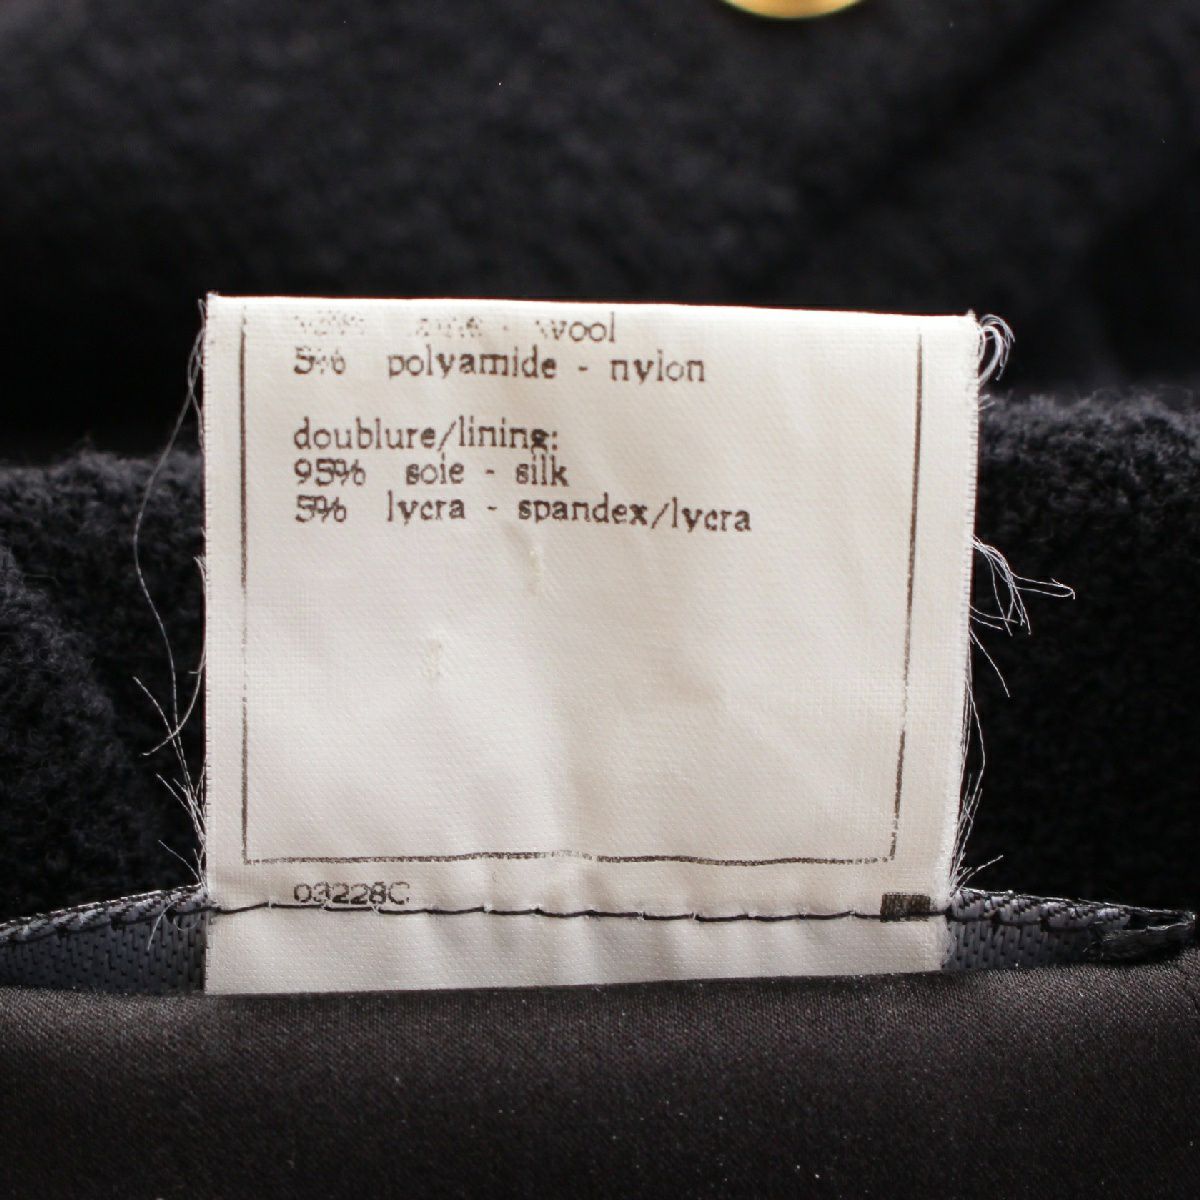 - wool
5% polyamide - nylon
doublure/lining:
95% soie - silk
5% lycra - spandex/lycra
03228C